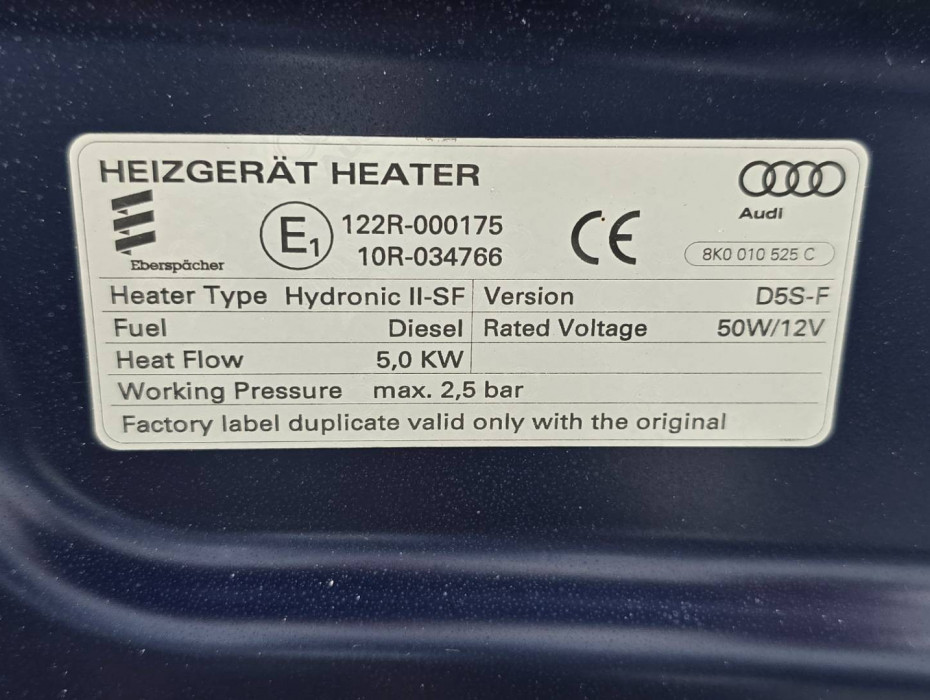 HEIZGERÄT HEATER
Audi
Eberspächer
E1
122R-000175
10R-034766
CE
8K0 010 525 C
Heater Type Hydronic II-SF Version D5S-F
Fuel Diesel Rated Voltage 50W/12V
Heat Flow 5,0 KW
Working Pressure max. 2,5 bar
Factory label duplicate valid only with the original